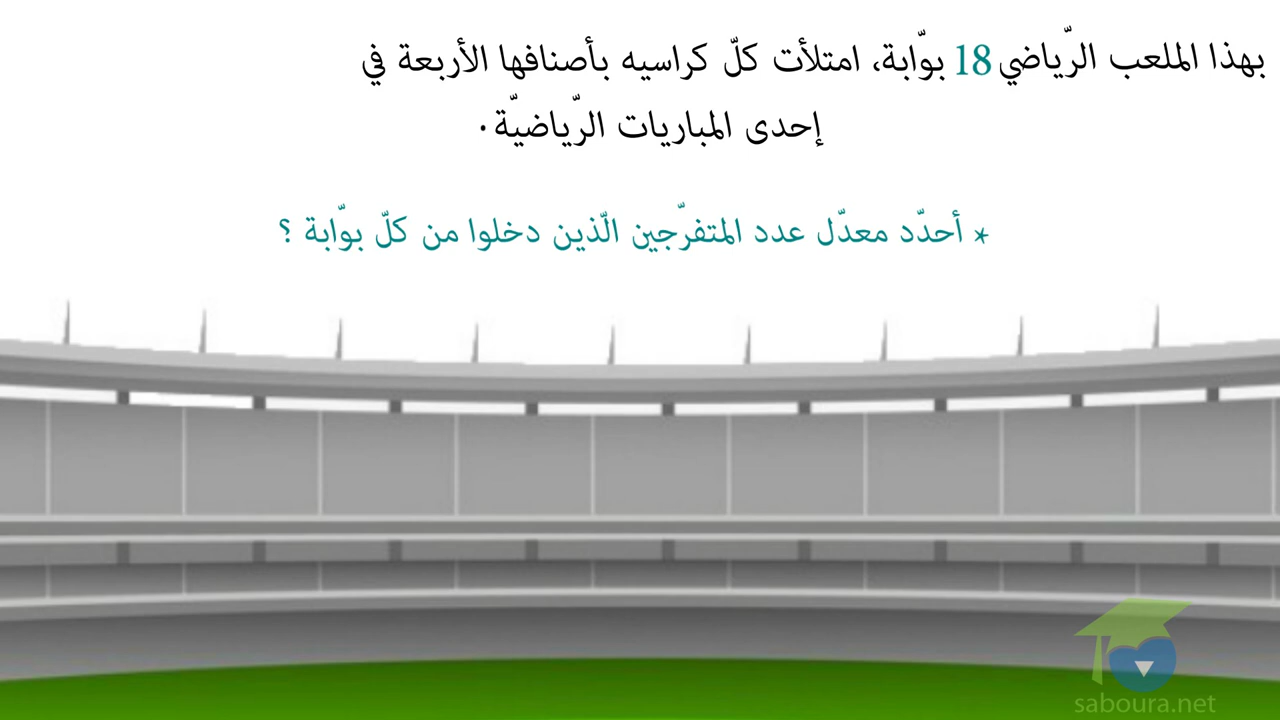 بهذا الملعب الرّياضي 18 بوّابة، امتلأت كلّ كراسيه بأصنافها الأربعة في
إحدى المباريات الرّياضيّة .
* أحدّد معدّل عدد المتفرّجين الّذين دخلوا من كلّ بوّابة ؟
saboura.net